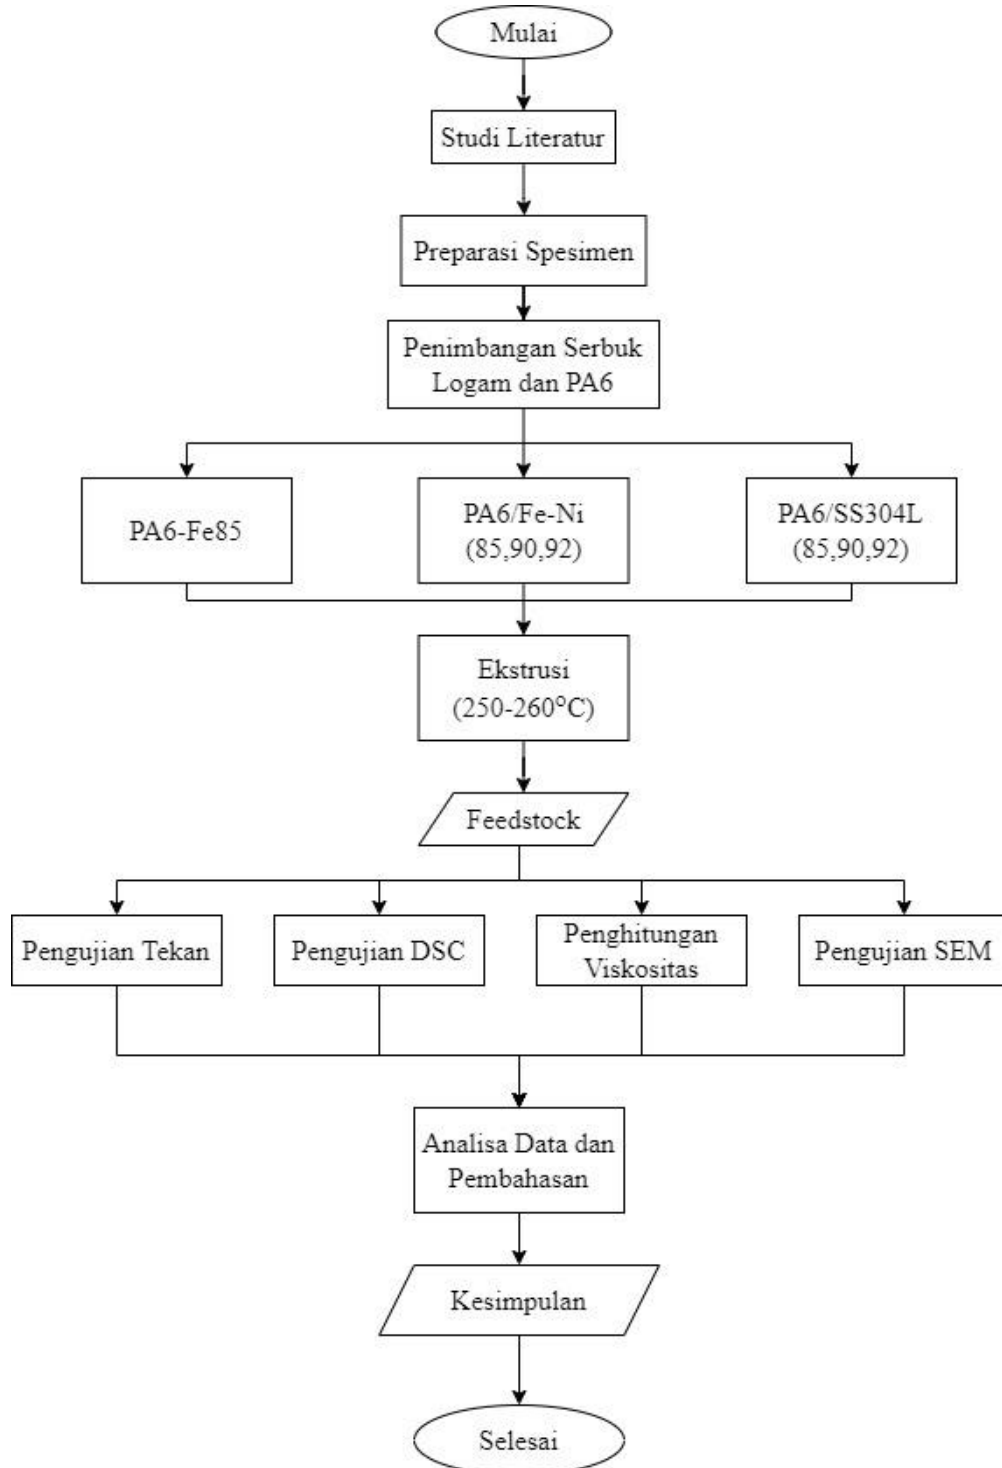 Mulai
Studi Literatur
Preparasi Spesimen
Penimbangan Serbuk
Logam dan PA6
PA6-Fe85
PA6/Fe-Ni
(85,90,92)
PA6/SS304L
(85,90,92)
Ekstrusi
(250-260°C)
Feedstock
Pengujian Tekan
Pengujian DSC
Penghitungan
Viskositas
Pengujian SEM
Analisa Data dan
Pembahasan
Kesimpulan
Selesai